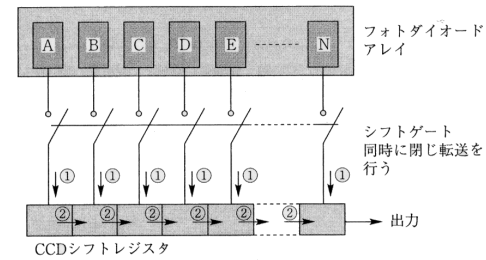 A B C D E N
フォトダイオード
アレイ
シフトゲート
同時に閉じ転送を
行う
① ① ① ① ① ①
② ② ② ② ② ②
出力
CCDシフトレジスタ